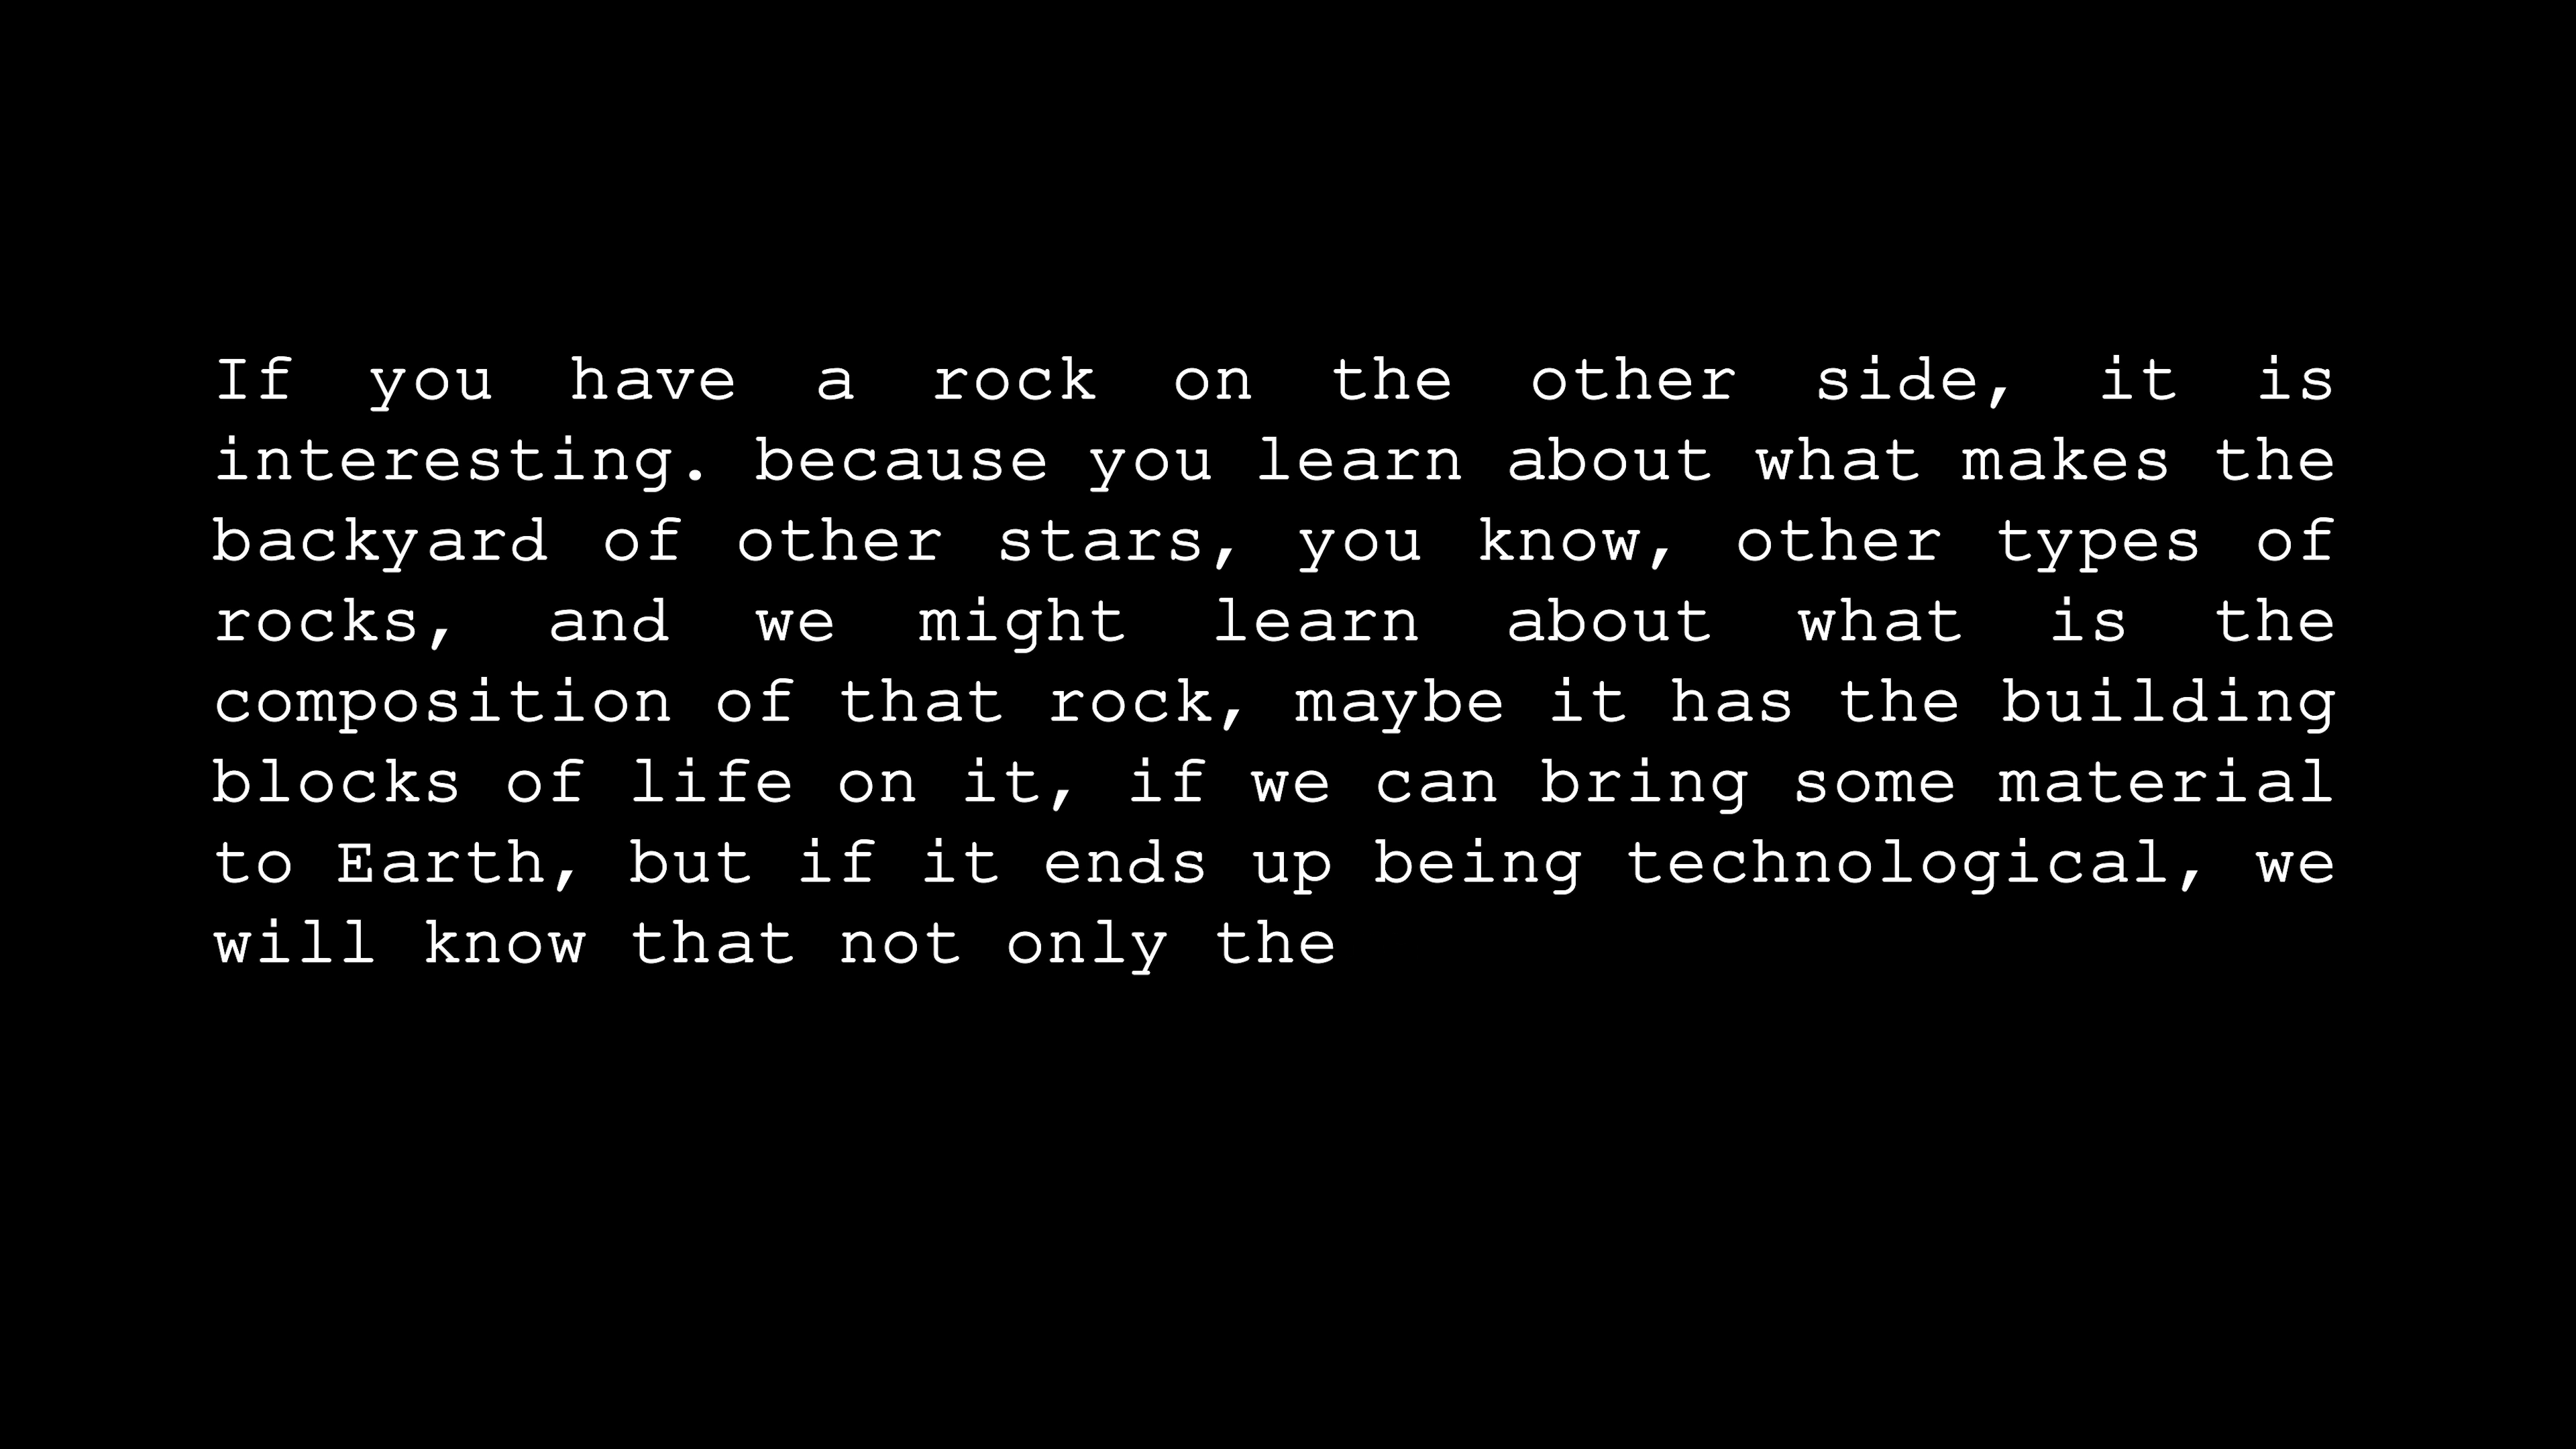 If you have a rock on the other side, it is
interesting. because you learn about what makes the
backyard of other stars, you know, other types of
rocks, and we might learn about what is the
composition of that rock, maybe it has the building
blocks of life on it, if we can bring some material
to Earth, but if it ends up being technological, we
will know that not only the